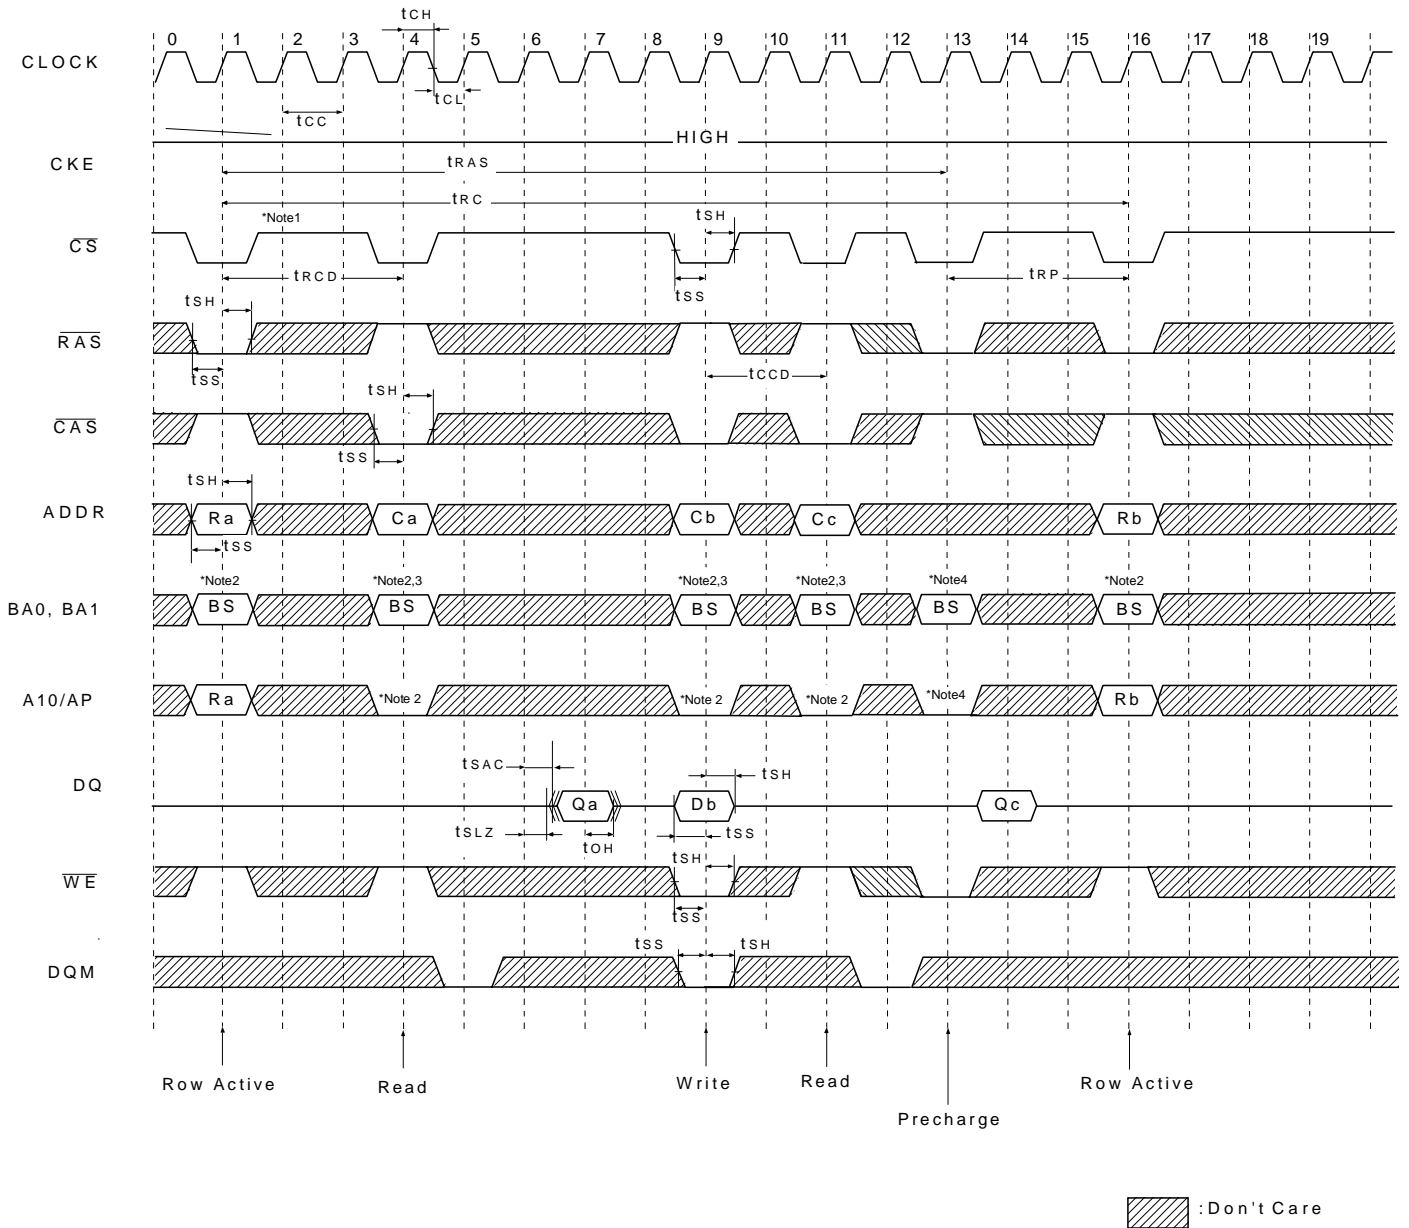 tCH
0 1 2 3 4 5 6 7 8 9 10 11 12 13 14 15 16 17 18 19
CLOCK
tCL
tCC
HIGH
CKE
tRAS
tRC
*Note1
tSH
CS
tRCD
tRP
tSS
tSH
RAS
tSS
tCCD
tSH
CAS
tSS
tSH
ADDR
Ra Ca Cb Cc Rb
tSS
*Note2 *Note2,3 *Note2,3 *Note2,3 *Note4 *Note2
BA0, BA1
BS BS BS BS BS BS
A10/AP
Ra *Note 2 *Note 2 *Note 2 *Note4 Rb
tSAC
tSH
DQ
Qa Db Qc
tSLZ
tOH
tSS
tSH
WE
tSS
tSS tSH
DQM
Row Active Read Write Read Row Active
Precharge
:Don't Care